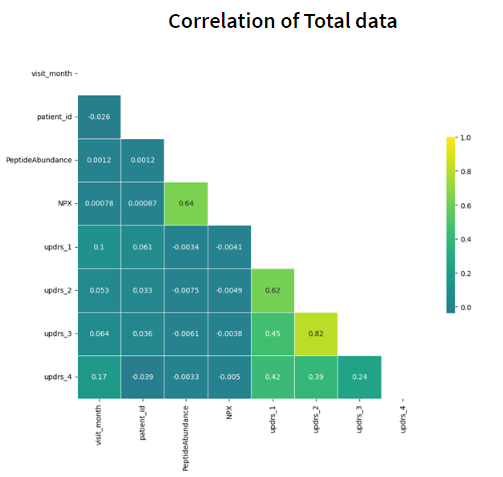 Correlation of Total data
visit_month
patient_id -0.026
PeptideAbundance 0.0012 0.0012
NPX 0.00078 0.00087 0.64
updrs_1 0.1 0.061 -0.0034 -0.0041
updrs_2 0.053 0.033 -0.0075 -0.0049 0.62
updrs_3 0.064 0.036 -0.0061 -0.0038 0.45 0.82
updrs_4 0.17 -0.039 -0.0033 -0.005 0.42 0.39 0.24
visit_month
patient_id
PeptideAbundance
NPX
updrs_1
updrs_2
updrs_3
updrs_4
1.0
0.8
0.6
0.4
0.2
0.0